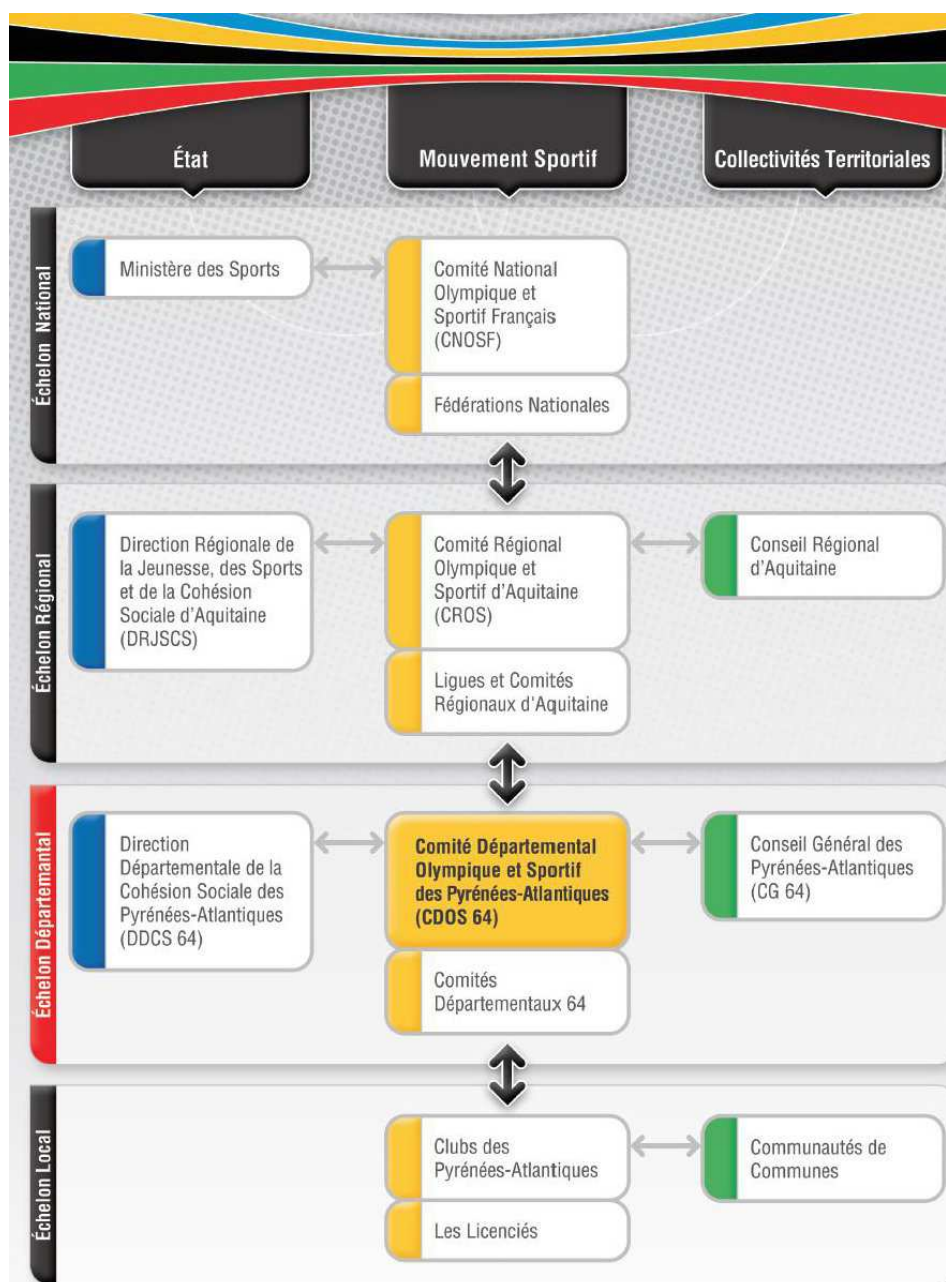 État
Mouvement Sportif
Collectivités Territoriales
Échelon National
Ministère des Sports
Comité National
Olympique et
Sportif Français
(CNOSF)
Fédérations Nationales
Échelon Régional
Direction Régionale de
la Jeunesse, des Sports
et de la Cohésion
Sociale d'Aquitaine
(DRJSCS)
Comité Régional
Olympique et
Sportif d'Aquitaine
(CROS)
Ligues et Comités
Régionaux d'Aquitaine
Conseil Régional
d'Aquitaine
Échelon Départemantal
Direction
Départementale de la
Cohésion Sociale des
Pyrénées-Atlantiques
(DDCS 64)
Comité Départemental
Olympique et Sportif
des Pyrénées-Atlantiques
(CDOS 64)
Comités
Départementaux 64
Conseil Général des
Pyrénées-Atlantiques
(CG 64)
Échelon Local
Clubs des
Pyrénées-Atlantiques
Les Licenciés
Communautés de
Communes